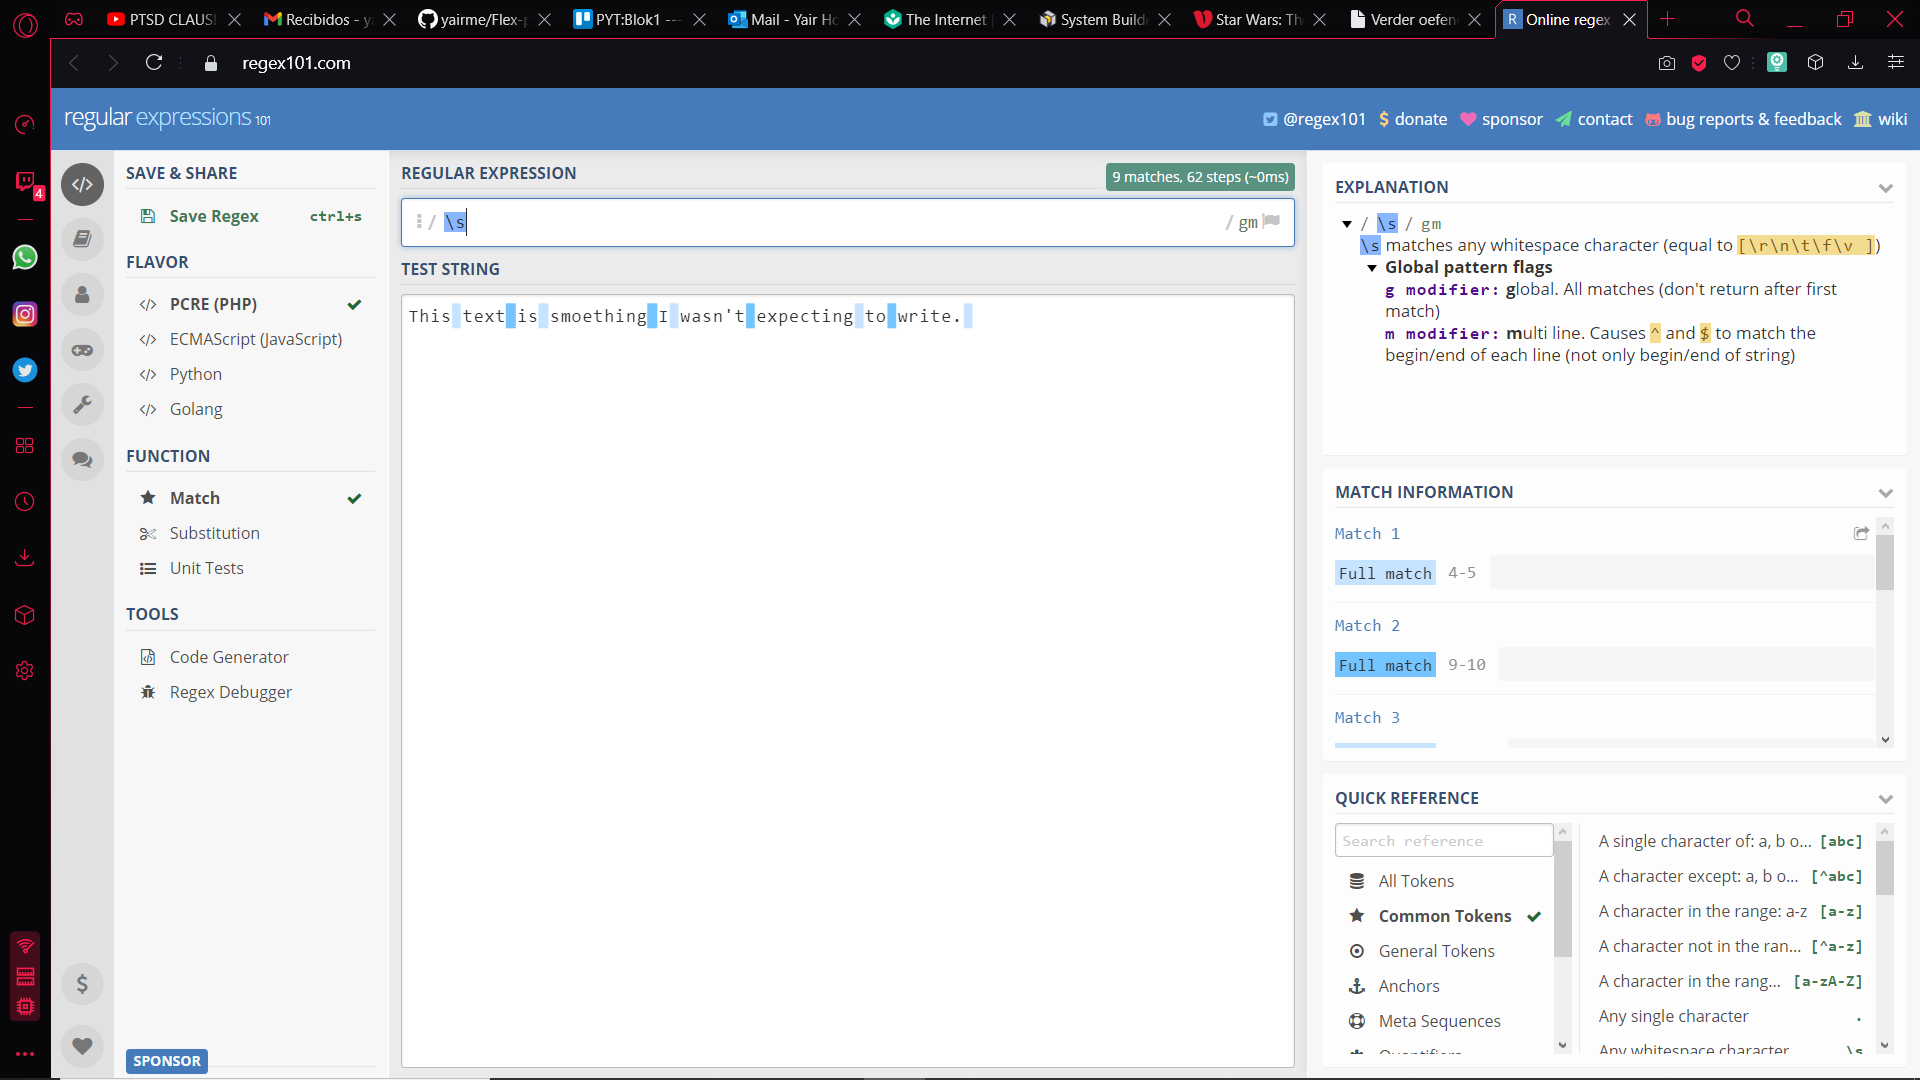 PTSD CLAUS!
Recibidos - ya
yairme/Flex-p
PYT:Blok1 ---
Mail - Yair Ho
The Internet
System Builde
Star Wars: Th
Verder oefen
Online regex
regex101.com
regular expressions 101
@regex101
donate
sponsor
contact
bug reports & feedback
wiki
4
SAVE & SHARE
Save Regex ctrl+s
FLAVOR
PCRE (PHP)
ECMAScript (JavaScript)
Python
Golang
FUNCTION
Match
Substitution
Unit Tests
TOOLS
Code Generator
Regex Debugger
SPONSOR
REGULAR EXPRESSION
9 matches, 62 steps (~0ms)
/ \s / gm
TEST STRING
This text is smoething I wasn't expecting to write.
EXPLANATION
/ \s / gm
\s matches any whitespace character (equal to [\r\n\t\f\v ])
Global pattern flags
g modifier: global. All matches (don't return after first
match)
m modifier: multi line. Causes ^ and $ to match the
begin/end of each line (not only begin/end of string)
MATCH INFORMATION
Match 1
Full match 4-5
Match 2
Full match 9-10
Match 3
QUICK REFERENCE
Search reference
All Tokens
Common Tokens
General Tokens
Anchors
Meta Sequences
Quantifiers
A single character of: a, b o... [abc]
A character except: a, b o... [^abc]
A character in the range: a-z [a-z]
A character not in the ran... [^a-z]
A character in the rang... [a-zA-Z]
Any single character .
Any whitespace character \s